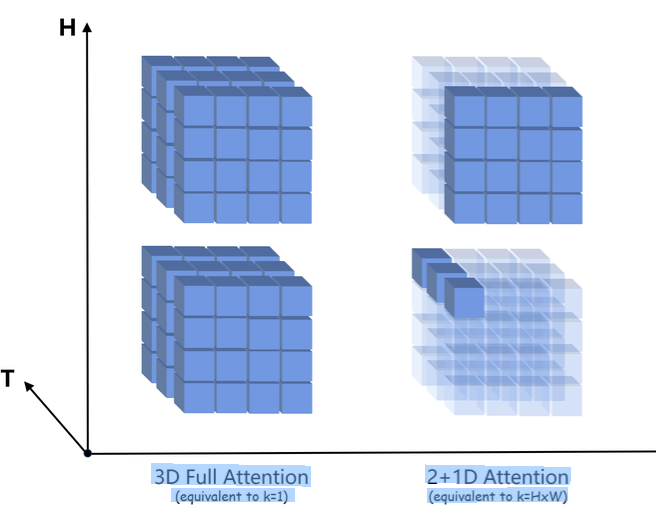 H
T
3D Full Attention
(equivalent to k=1)
2+1D Attention
(equivalent to k=HxW)